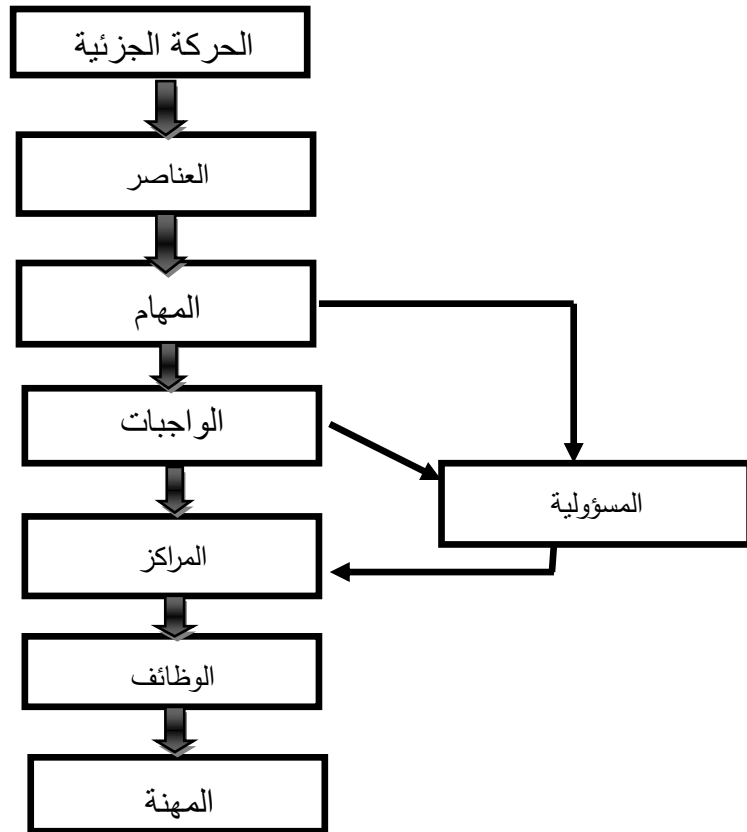 الحركة الجزئية
العناصر
المهام
الواجبات
المسؤولية
المراكز
الوظائف
المهنة